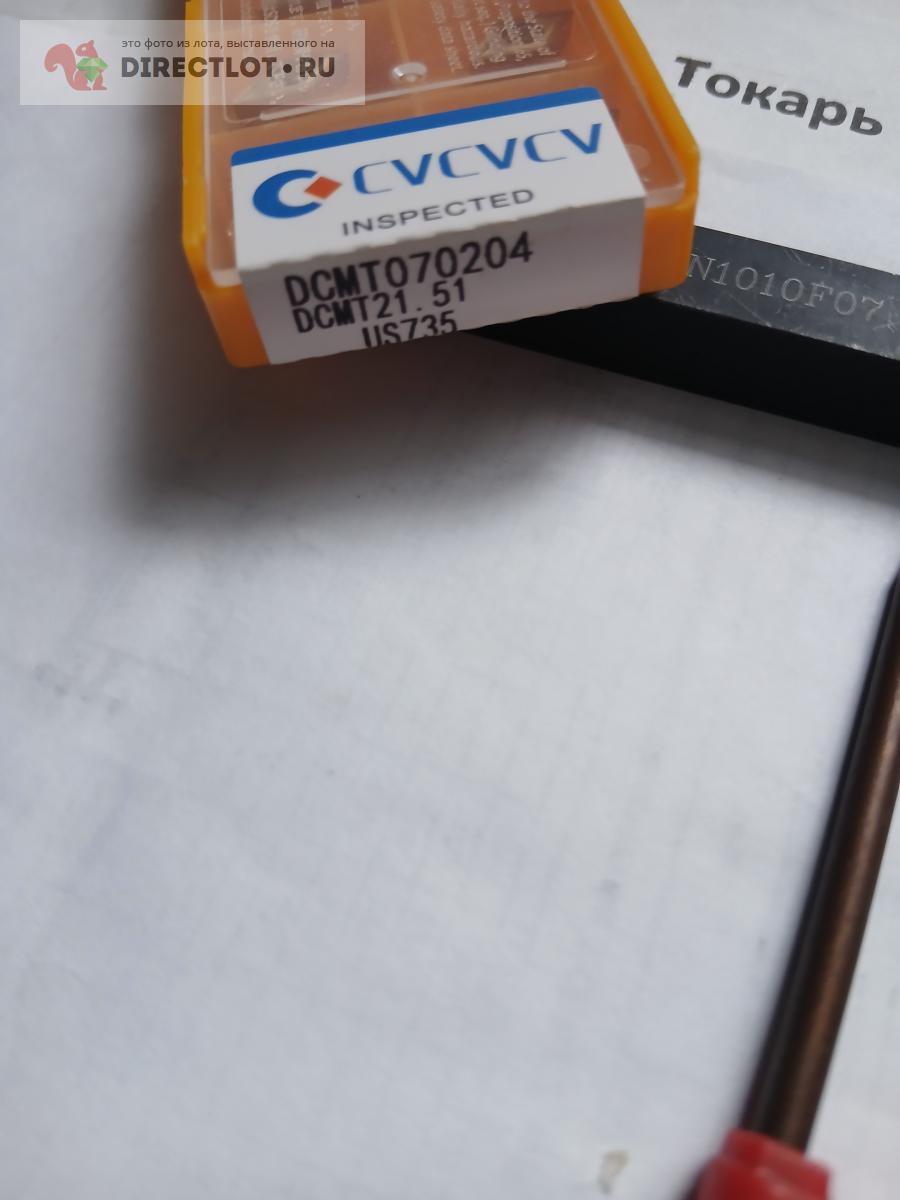 это фото из лота, выставленного на
DIRECTLOT.RU
Токарь
CVCVCV
INSPECTED
DCMT070204
DCMT21.51
US735
N1010F07